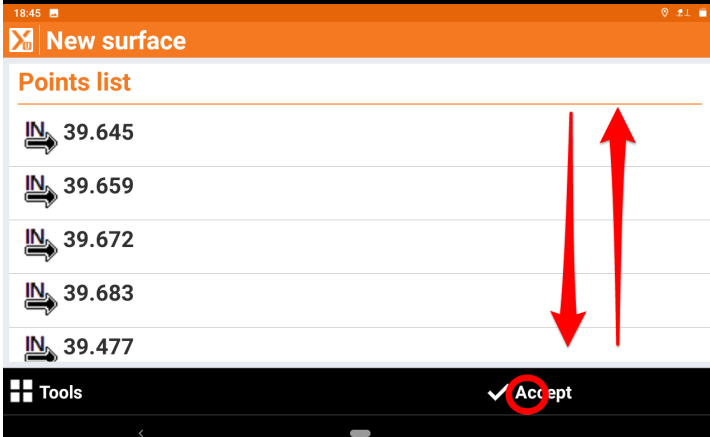 18:45
New surface
Points list
IN 39.645
IN 39.659
IN 39.672
IN 39.683
IN 39.477
Tools
Accept